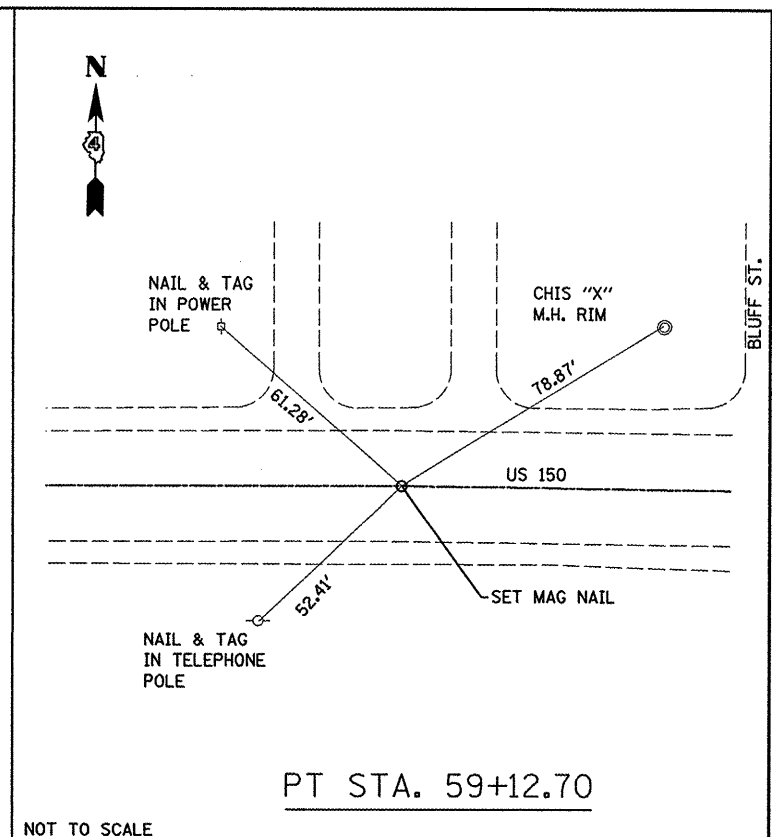 N
4
NAIL & TAG
IN POWER
POLE
CHIS "X"
M.H. RIM
BLUFF ST.
61.28'
78.87'
US 150
52.41'
SET MAG NAIL
NAIL & TAG
IN TELEPHONE
POLE
PT STA. 59+12.70
NOT TO SCALE